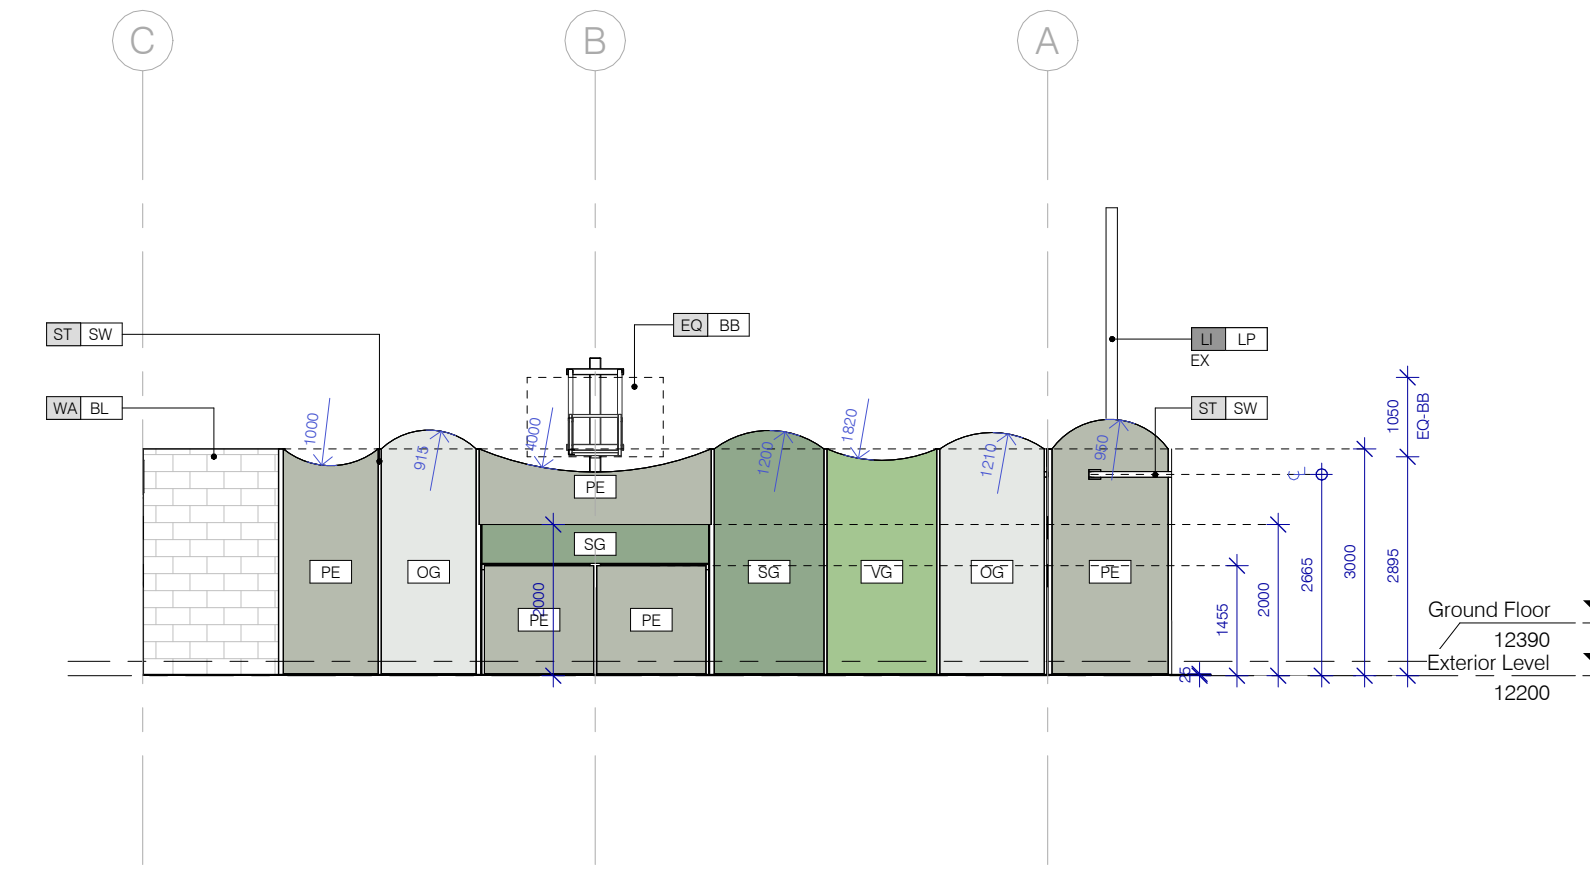 C
B
A
ST SW
EQ BB
LI LP
EX
WA BL
ST SW
1000
915
4000
1200
1820
1210
950
1050
EQ-BB
CL
PE
SG
PE
OG
SG
VG
OG
PE
PE
PE
2000
25
1455
2000
2665
3000
2895
Ground Floor
12390
Exterior Level
12200